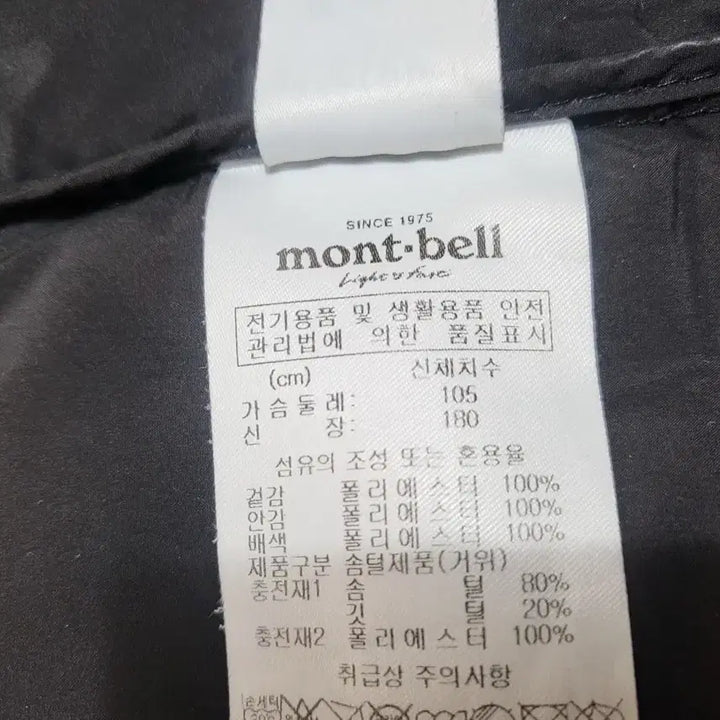 SINCE 1975
mont·bell
Light & Fast
전기용품 및 생활용품 안전
관리법에 의한 품질표시
(cm) 신체치수
가슴둘레: 105
신 장: 180
섬유의 조성 또는 혼용율
겉감 폴리에스터 100%
안감 폴리에스터 100%
배색 폴리에스터 100%
제품구분 솜털제품(거위)
충전재1 솜 털 80%
깃 털 20%
충전재2 폴리에스터 100%
취급상 주의사항
손세탁